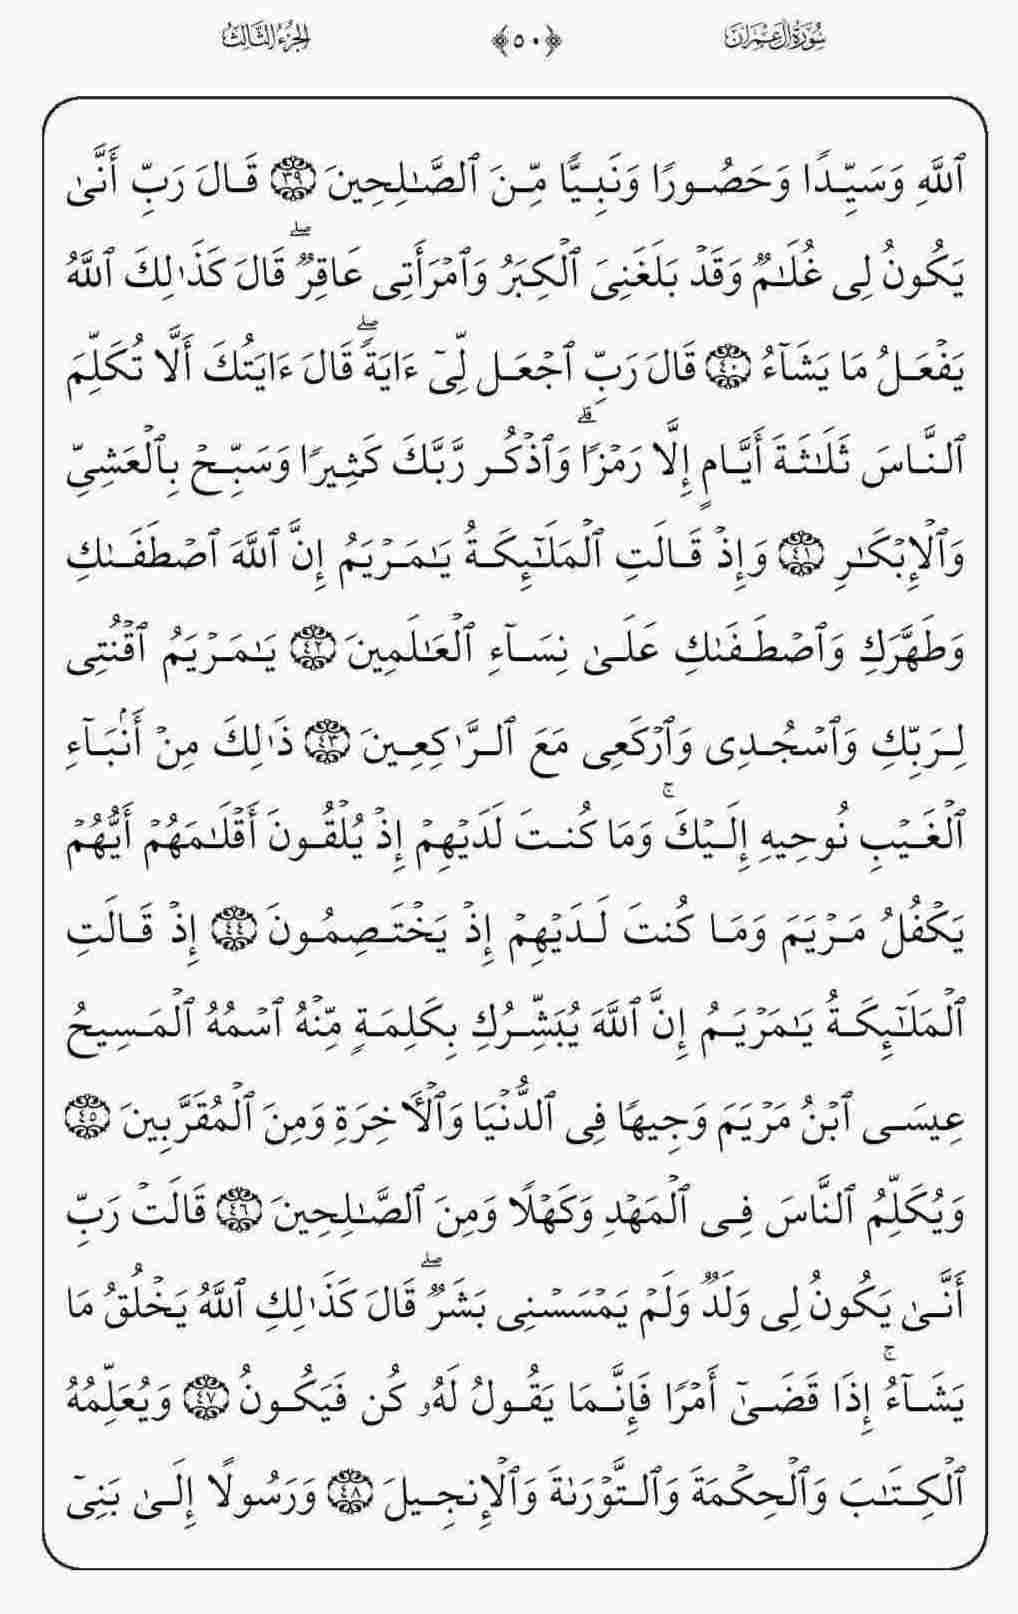 سُورَةُ آلِ عِمْرَانَ ﴿٥٠﴾ الجُزْءُ الثَّالِثُ
ٱللَّهِ وَسَيِّدًا وَحَصُورًا وَنَبِيًّا مِّنَ ٱلصَّـٰلِحِينَ ٣٩ قَالَ رَبِّ أَنَّىٰ
يَكُونُ لِى غُلَـٰمٌ وَقَدْ بَلَغَنِىَ ٱلْكِبَرُ وَٱمْرَأَتِى عَاقِرٌ ۖ قَالَ كَذَٰلِكَ ٱللَّهُ
يَفْعَلُ مَا يَشَآءُ ٤٠ قَالَ رَبِّ ٱجْعَل لِّىٓ ءَايَةً ۖ قَالَ ءَايَتُكَ أَلَّا تُكَلِّمَ
ٱلنَّاسَ ثَلَـٰثَةَ أَيَّامٍ إِلَّا رَمْزًا ۗ وَٱذْكُر رَّبَّكَ كَثِيرًا وَسَبِّحْ بِٱلْعَشِىِّ
وَٱلْإِبْكَـٰرِ ٤١ وَإِذْ قَالَتِ ٱلْمَلَـٰٓئِكَةُ يَـٰمَرْيَمُ إِنَّ ٱللَّهَ ٱصْطَفَىٰكِ
وَطَهَّرَكِ وَٱصْطَفَىٰكِ عَلَىٰ نِسَآءِ ٱلْعَـٰلَمِينَ ٤٢ يَـٰمَرْيَمُ ٱقْنُتِى
لِرَبِّكِ وَٱسْجُدِى وَٱرْكَعِى مَعَ ٱلرَّٰكِعِينَ ٤٣ ذَٰلِكَ مِنْ أَنۢبَآءِ
ٱلْغَيْبِ نُوحِيهِ إِلَيْكَ ۚ وَمَا كُنتَ لَدَيْهِمْ إِذْ يُلْقُونَ أَقْلَـٰمَهُمْ أَيُّهُمْ
يَكْفُلُ مَرْيَمَ وَمَا كُنتَ لَدَيْهِمْ إِذْ يَخْتَصِمُونَ ٤٤ إِذْ قَالَتِ
ٱلْمَلَـٰٓئِكَةُ يَـٰمَرْيَمُ إِنَّ ٱللَّهَ يُبَشِّرُكِ بِكَلِمَةٍ مِّنْهُ ٱسْمُهُ ٱلْمَسِيحُ
عِيسَى ٱبْنُ مَرْيَمَ وَجِيهًا فِى ٱلدُّنْيَا وَٱلْـَٔاخِرَةِ وَمِنَ ٱلْمُقَرَّبِينَ ٤٥
وَيُكَلِّمُ ٱلنَّاسَ فِى ٱلْمَهْدِ وَكَهْلًا وَمِنَ ٱلصَّـٰلِحِينَ ٤٦ قَالَتْ رَبِّ
أَنَّىٰ يَكُونُ لِى وَلَدٌ وَلَمْ يَمْسَسْنِى بَشَرٌ ۖ قَالَ كَذَٰلِكِ ٱللَّهُ يَخْلُقُ مَا
يَشَآءُ ۚ إِذَا قَضَىٰٓ أَمْرًا فَإِنَّمَا يَقُولُ لَهُۥ كُن فَيَكُونُ ٤٧ وَيُعَلِّمُهُ
ٱلْكِتَـٰبَ وَٱلْحِكْمَةَ وَٱلتَّوْرَىٰةَ وَٱلْإِنجِيلَ ٤٨ وَرَسُولًا إِلَىٰ بَنِىٓ